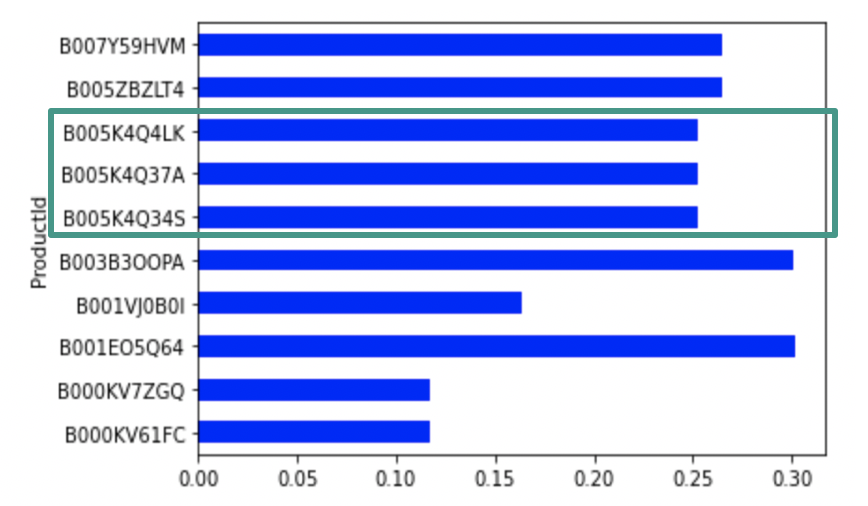 B007Y59HVM
B005ZBZLT4
B005K4Q4LK
B005K4Q37A
B005K4Q34S
B003B3OOPA
B001VJ0B0I
B001EO5Q64
B000KV7ZGQ
B000KV61FC
ProductId
0.00 0.05 0.10 0.15 0.20 0.25 0.30